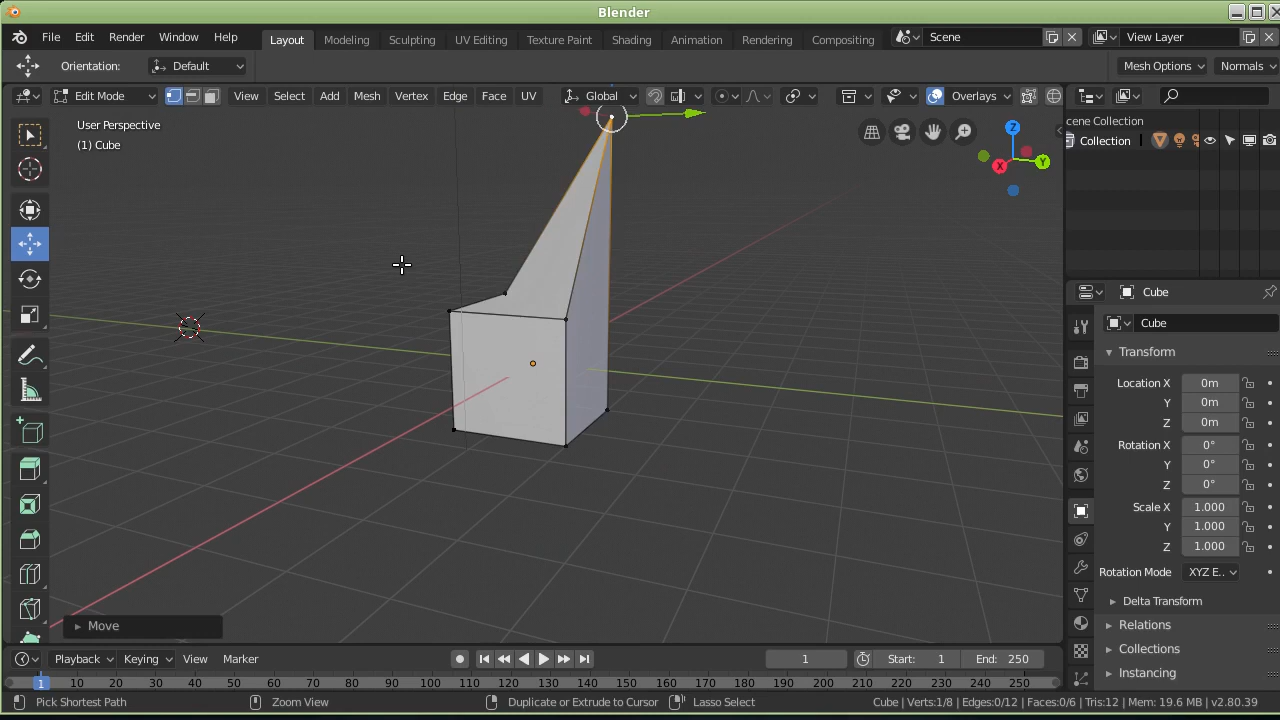 Blender
File Edit Render Window Help Layout Modeling Sculpting UV Editing Texture Paint Shading Animation Rendering Compositing Scene View Layer
Orientation: Default Mesh Options Normals
Edit Mode View Select Add Mesh Vertex Edge Face UV Global Overlays
User Perspective
(1) Cube
Z
X
Y
cene Collection
Collection 1
Cube
Cube
Transform
Location X 0m
Y 0m
Z 0m
Rotation X 0°
Y 0°
Z 0°
Scale X 1.000
Y 1.000
Z 1.000
Rotation Mode XYZ E..
Delta Transform
Relations
Collections
Instancing
Move
Playback Keying View Marker 1 Start: 1 End: 250
1 10 20 30 40 50 60 70 80 90 100 110 120 130 140 150 160 170 180 190 200 210 220 230 240 250
Pick Shortest Path Zoom View Duplicate or Extrude to Cursor Lasso Select Cube | Verts:1/8 | Edges:0/12 | Faces:0/6 | Tris:12 | Mem: 19.6 MB | v2.80.39